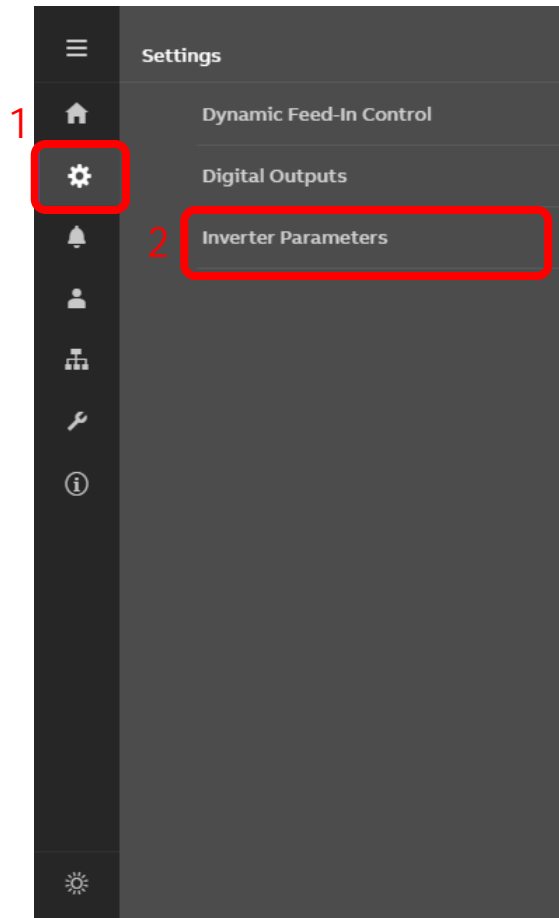 Settings
1
Dynamic Feed-In Control
Digital Outputs
2
Inverter Parameters